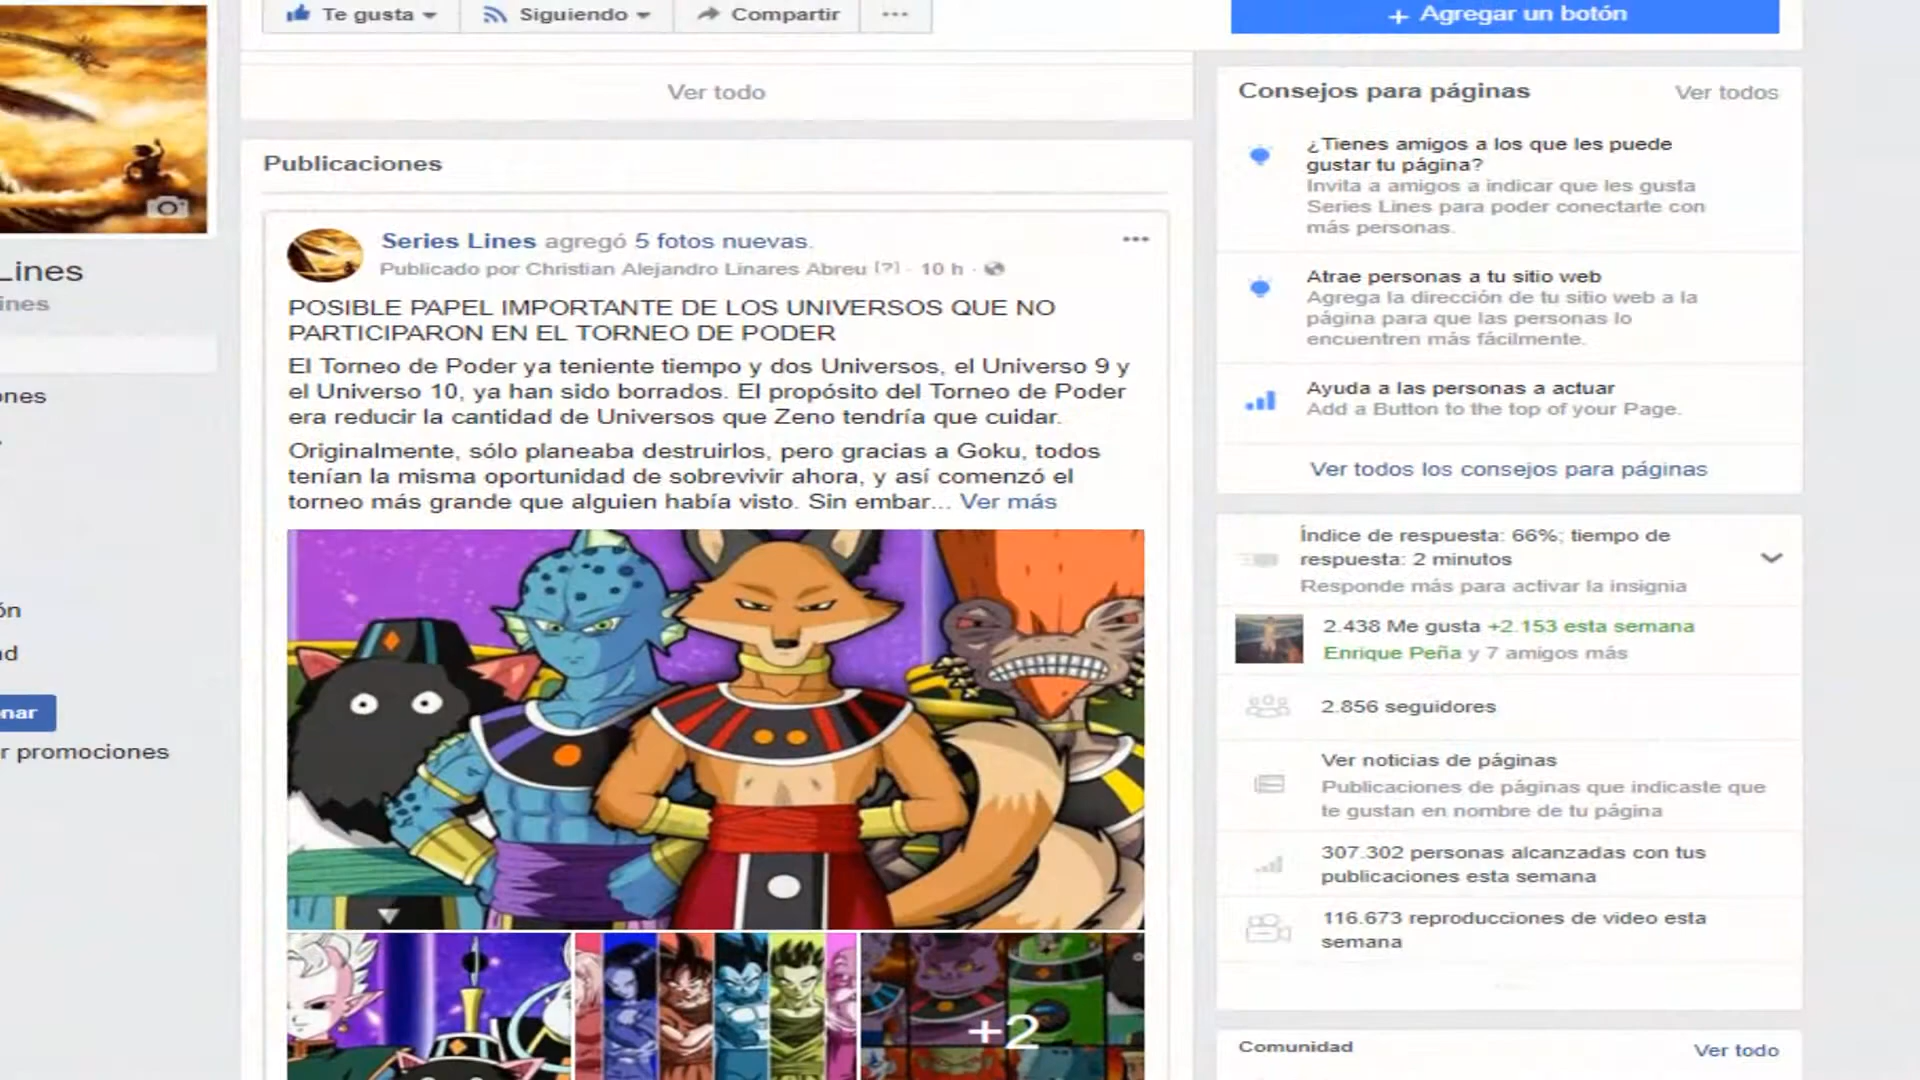 Te gusta
Siguiendo
Compartir
+ Agregar un botón
Ver todo
Lines
ines
ones
ón
ad
nar
r promociones
Publicaciones
Series Lines agregó 5 fotos nuevas.
Publicado por Christian Alejandro Linares Abreu [?] · 10 h ·
POSIBLE PAPEL IMPORTANTE DE LOS UNIVERSOS QUE NO
PARTICIPARON EN EL TORNEO DE PODER
El Torneo de Poder ya teniente tiempo y dos Universos, el Universo 9 y
el Universo 10, ya han sido borrados. El propósito del Torneo de Poder
era reducir la cantidad de Universos que Zeno tendría que cuidar.
Originalmente, sólo planeaba destruirlos, pero gracias a Goku, todos
tenían la misma oportunidad de sobrevivir ahora, y así comenzó el
torneo más grande que alguien había visto. Sin embar... Ver más
+2
Consejos para páginas
Ver todos
¿Tienes amigos a los que les puede
gustar tu página?
Invita a amigos a indicar que les gusta
Series Lines para poder conectarte con
más personas.
Atrae personas a tu sitio web
Agrega la dirección de tu sitio web a la
página para que las personas lo
encuentren más fácilmente.
Ayuda a las personas a actuar
Add a Button to the top of your Page.
Ver todos los consejos para páginas
Índice de respuesta: 66%; tiempo de
respuesta: 2 minutos
Responde más para activar la insignia
2.438 Me gusta +2.153 esta semana
Enrique Peña y 7 amigos más
2.856 seguidores
Ver noticias de páginas
Publicaciones de páginas que indicaste que
te gustan en nombre de tu página
307.302 personas alcanzadas con tus
publicaciones esta semana
116.673 reproducciones de video esta
semana
Comunidad
Ver todo